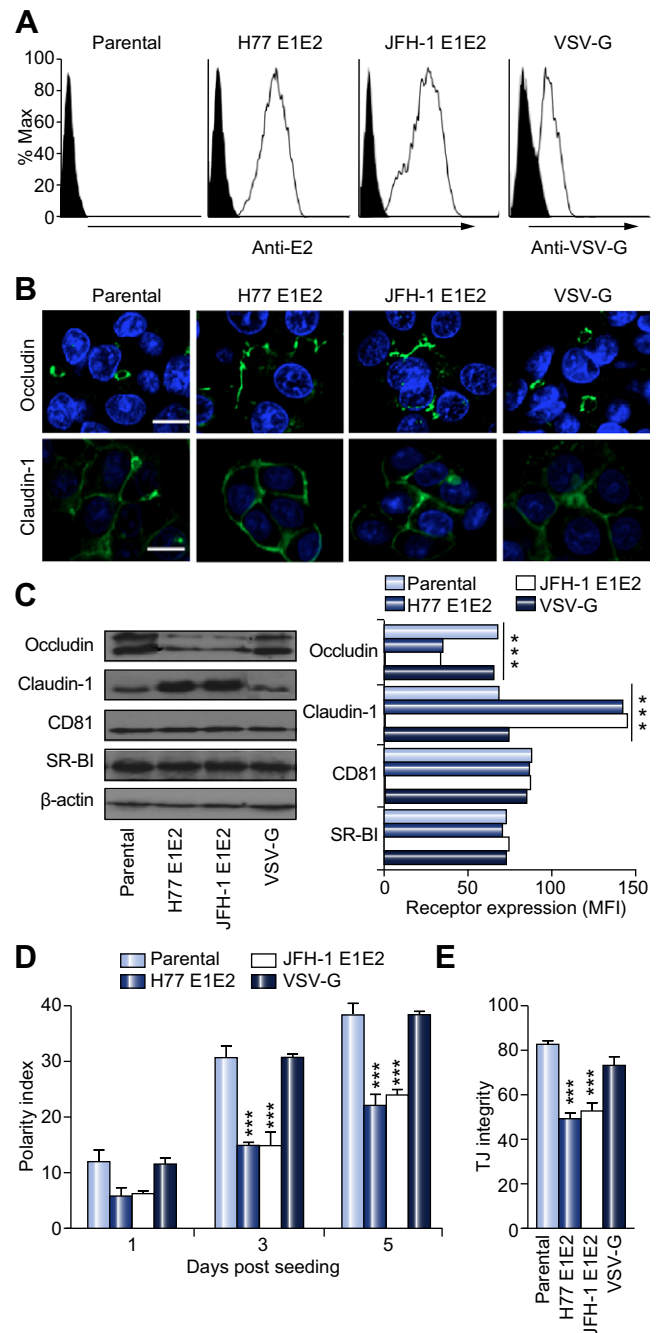 A
Parental
H77 E1E2
JFH-1 E1E2
VSV-G
% Max
100
80
60
40
20
0
Anti-E2
Anti-VSV-G
B
Parental
H77 E1E2
JFH-1 E1E2
VSV-G
Occludin
Claudin-1
C
Occludin
Claudin-1
CD81
SR-BI
β-actin
Parental
H77 E1E2
JFH-1 E1E2
VSV-G
Parental
JFH-1 E1E2
H77 E1E2
VSV-G
Occludin
***
Claudin-1
***
CD81
SR-BI
0
50
100
150
Receptor expression (MFI)
D
Parental
JFH-1 E1E2
H77 E1E2
VSV-G
Polarity index
40
30
20
10
0
***
***
***
***
1
3
5
Days post seeding
E
TJ integrity
100
80
60
40
20
0
***
***
Parental
H77 E1E2
JFH-1 E1E2
VSV-G